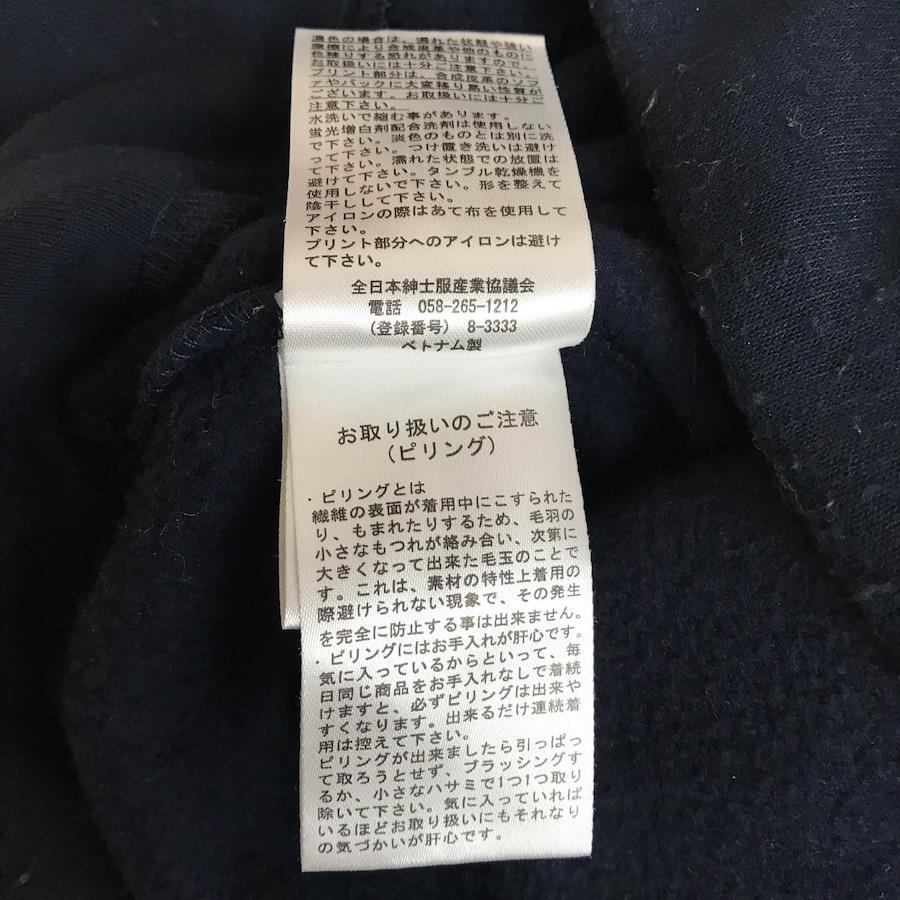 濃色の場合は、濡れた状態や強い
摩擦により合成皮革や他のものに
色移りする恐れがありますので、
お取扱いには十分ご注意下さい。
プリント部分は、合成皮革のソフ
ァやバックに大変移り易い性質が
ございます。お取扱いには十分ご
注意下さい。
水洗いで縮む事があります。
蛍光増白剤配合洗剤は使用しない
で下さい。淡色のものとは別に洗
って下さい。つけ置き洗いは避け
て下さい。濡れた状態での放置は
避けて下さい。タンブル乾燥機を
使用しないで下さい。形を整えて
陰干しして下さい。
アイロンの際はあて布を使用して
下さい。
プリント部分へのアイロンは避け
て下さい。
全日本紳士服産業協議会
電話 058-265-1212
(登録番号) 8-3333
ベトナム製
お取り扱いのご注意
(ピリング)
・ピリングとは
繊維の表面が着用中にこすられた
り、もまれたりするため、毛羽の
小さなもつれが絡み合い、次第に
大きくなって出来た毛玉のことで
す。これは、素材の特性上着用の
際避けられない現象で、その発生
を完全に防止する事は出来ません。
・ピリングにはお手入れが肝心です。
気に入っているからといって、毎
日同じ商品をお手入れなしで着続
けますと、必ずピリングは出来や
すくなります。出来るだけ連続着
用は控えて下さい。
ピリングが出来ましたら引っぱっ
て取ろうとせず、ブラッシングす
るか、小さなハサミで1つ1つ取り
除いて下さい。気に入っていれば
いるほどお取り扱いにもそれなり
の気づかいが肝心です。